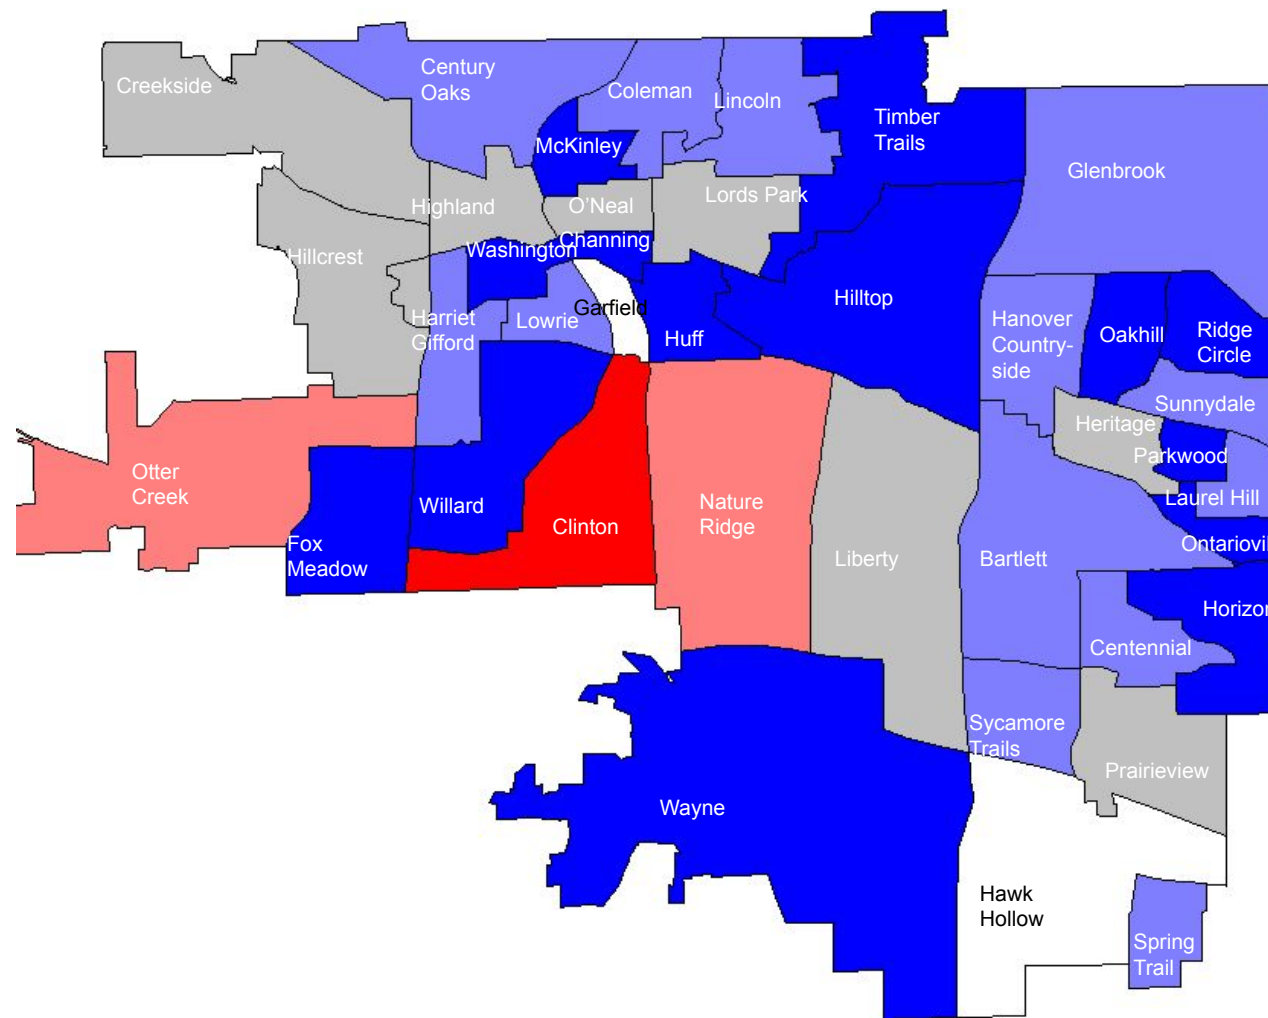 Creekside
Century
Oaks
Coleman
Lincoln
Timber
Trails
McKinley
Glenbrook
Highland
O'Neal
Lords Park
Hillcrest
Washington
Channing
Harriet
Gifford
Lowrie
Garfield
Huff
Hilltop
Hanover
Country-
side
Oakhill
Ridge
Circle
Sunnydale
Heritage
Parkwood
Laurel Hill
Otter
Creek
Willard
Clinton
Nature
Ridge
Liberty
Bartlett
Ontariovil
Fox
Meadow
Horizon
Centennial
Sycamore
Trails
Prairieview
Wayne
Hawk
Hollow
Spring
Trail